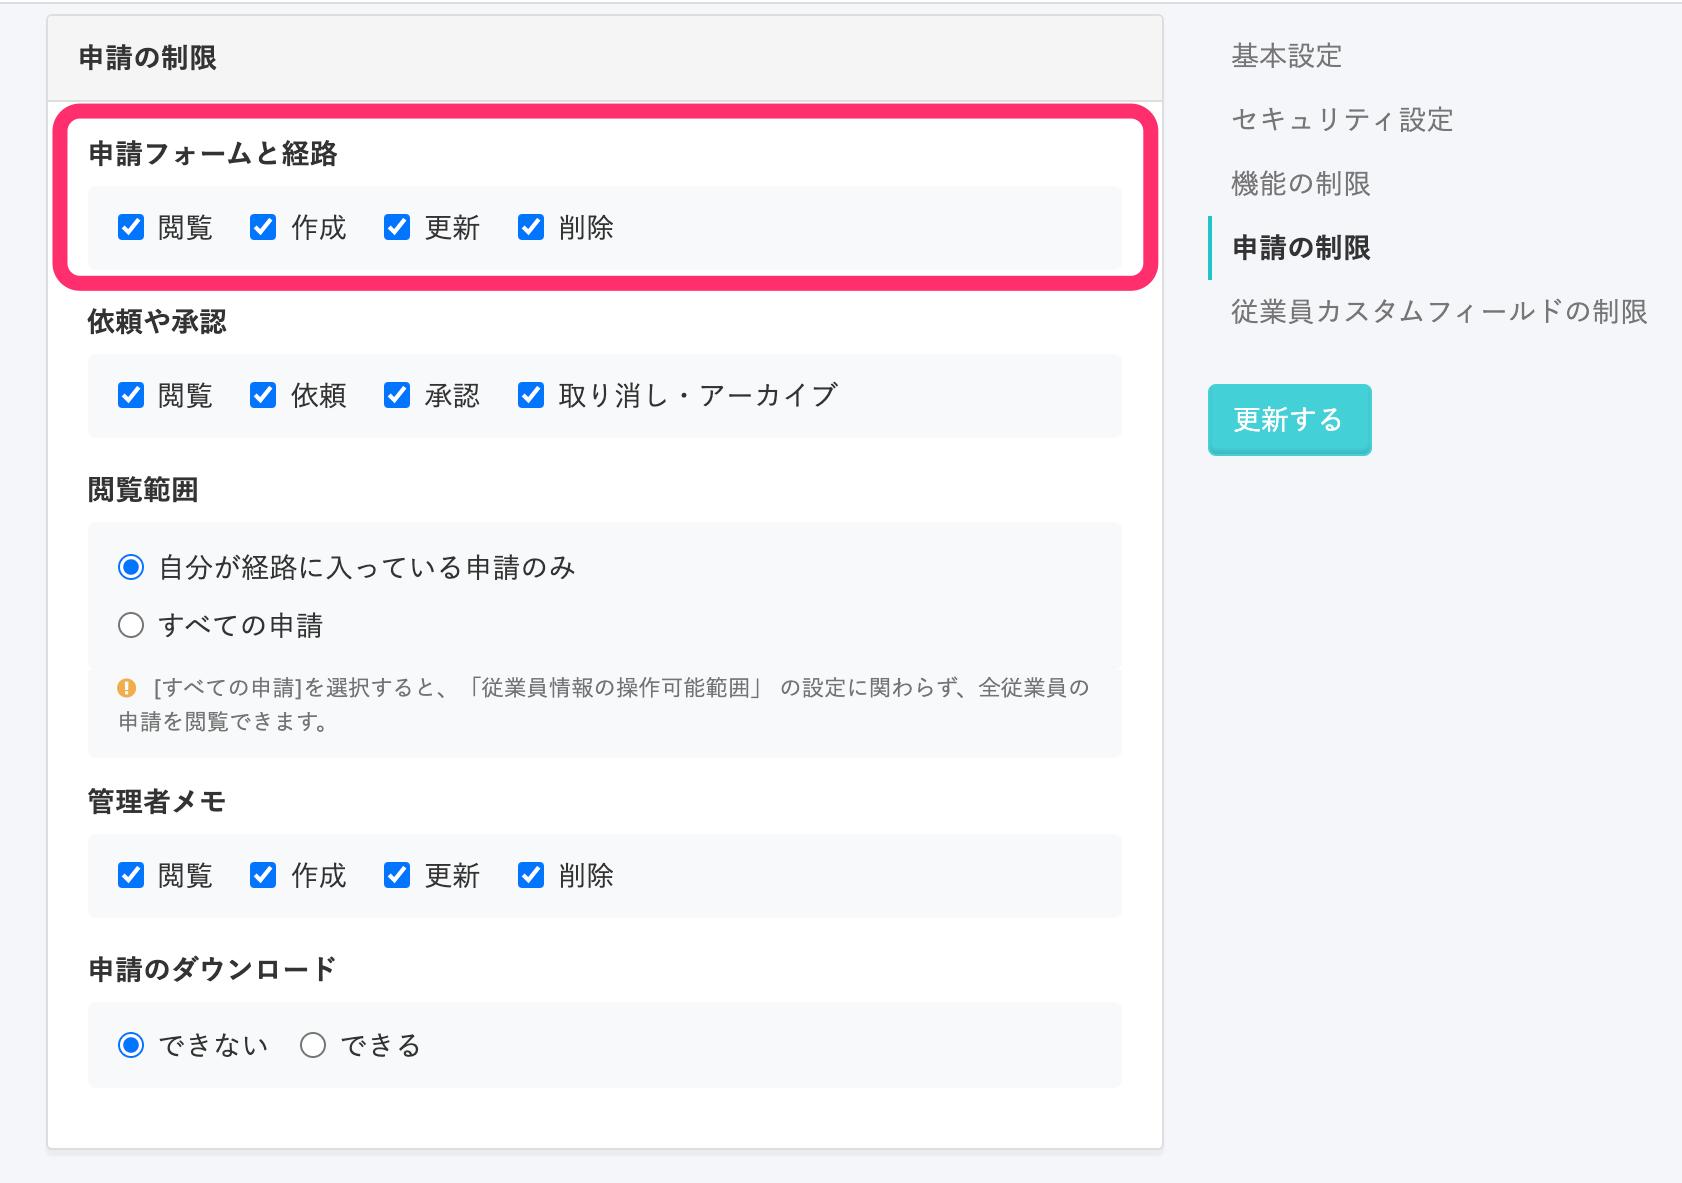 申請の制限
申請フォームと経路
閲覧 作成 更新 削除
依頼や承認
閲覧 依頼 承認 取り消し・アーカイブ
閲覧範囲
自分が経路に入っている申請のみ
すべての申請
[すべての申請]を選択すると、「従業員情報の操作可能範囲」 の設定に関わらず、全従業員の
申請を閲覧できます。
管理者メモ
閲覧 作成 更新 削除
申請のダウンロード
できない できる
基本設定
セキュリティ設定
機能の制限
申請の制限
従業員カスタムフィールドの制限
更新する